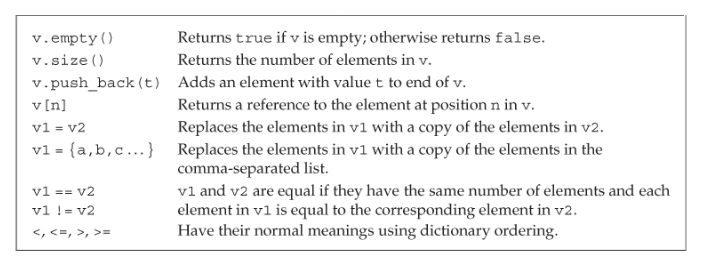 v.empty() Returns true if v is empty; otherwise returns false.
v.size() Returns the number of elements in v.
v.push_back(t) Adds an element with value t to end of v.
v[n] Returns a reference to the element at position n in v.
v1 = v2 Replaces the elements in v1 with a copy of the elements in v2.
v1 = {a,b,c...} Replaces the elements in v1 with a copy of the elements in the
comma-separated list.
v1 == v2 v1 and v2 are equal if they have the same number of elements and each
v1 != v2 element in v1 is equal to the corresponding element in v2.
<, <=, >, >= Have their normal meanings using dictionary ordering.